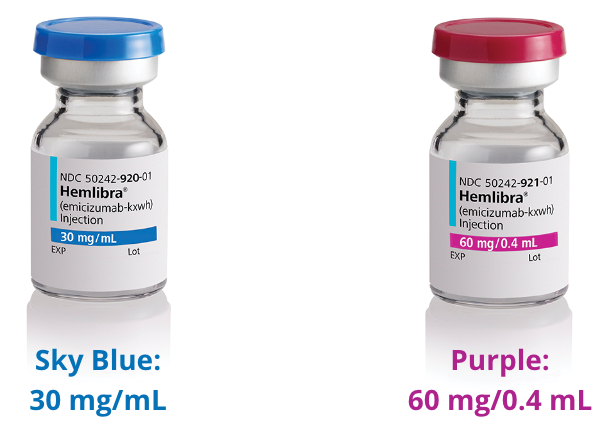 NDC 50242-920-01
Hemlibra®
(emicizumab-kxwh)
Injection
30 mg/mL
EXP Lot
Sky Blue:
30 mg/mL
NDC 50242-921-01
Hemlibra®
(emicizumab-kxwh)
Injection
60 mg/0.4 mL
EXP Lot
Purple:
60 mg/0.4 mL